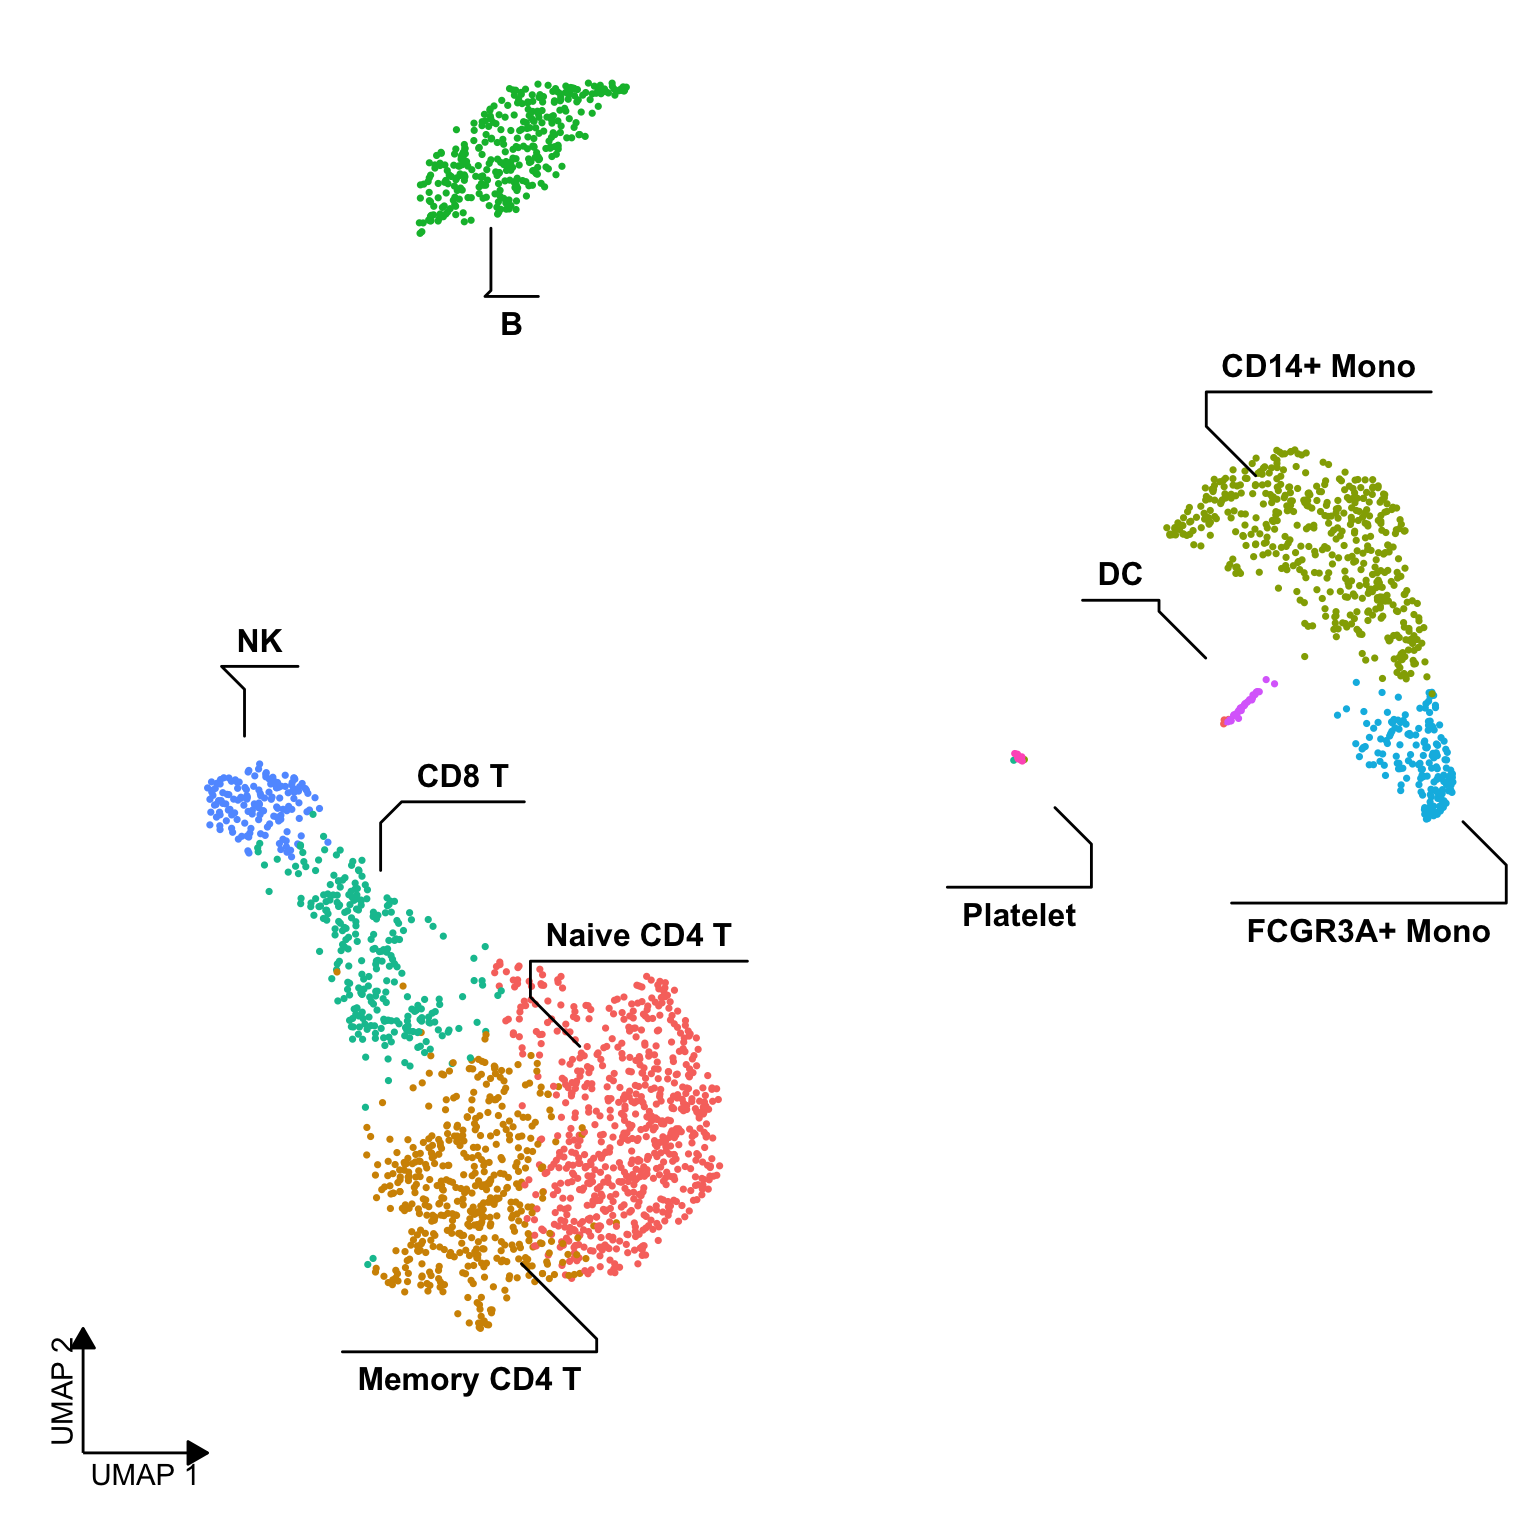 B
CD14+ Mono
DC
NK
CD8 T
Platelet
FCGR3A+ Mono
Naive CD4 T
Memory CD4 T
UMAP 2
UMAP 1